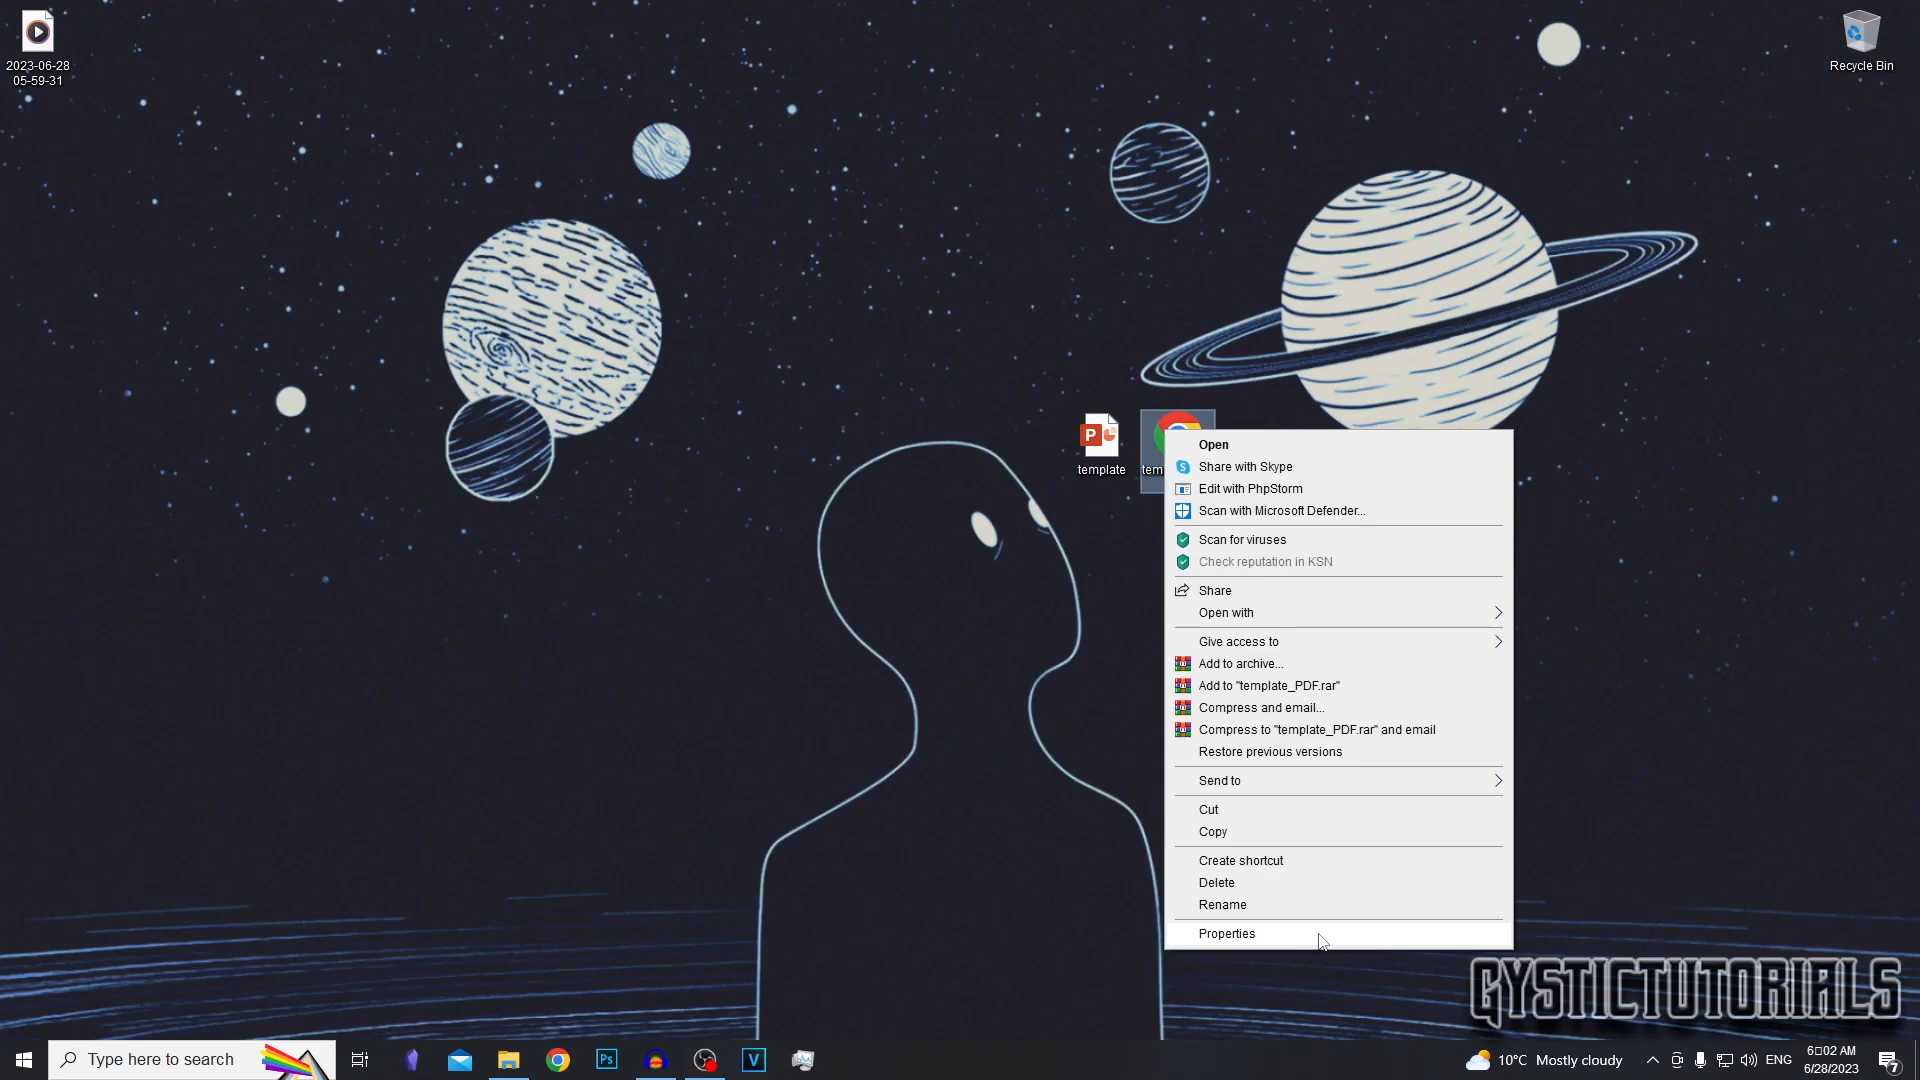 2023-06-28
05-59-31
Recycle Bin
template
tem
Open
Share with Skype
Edit with PhpStorm
Scan with Microsoft Defender...
Scan for viruses
Check reputation in KSN
Share
Open with
Give access to
Add to archive...
Add to "template_PDF.rar"
Compress and email...
Compress to "template_PDF.rar" and email
Restore previous versions
Send to
Cut
Copy
Create shortcut
Delete
Rename
Properties
GYSTICTUTORIALS
Type here to search
Ps
V
10°C Mostly cloudy
ENG
6□02 AM
6/28/2023
7